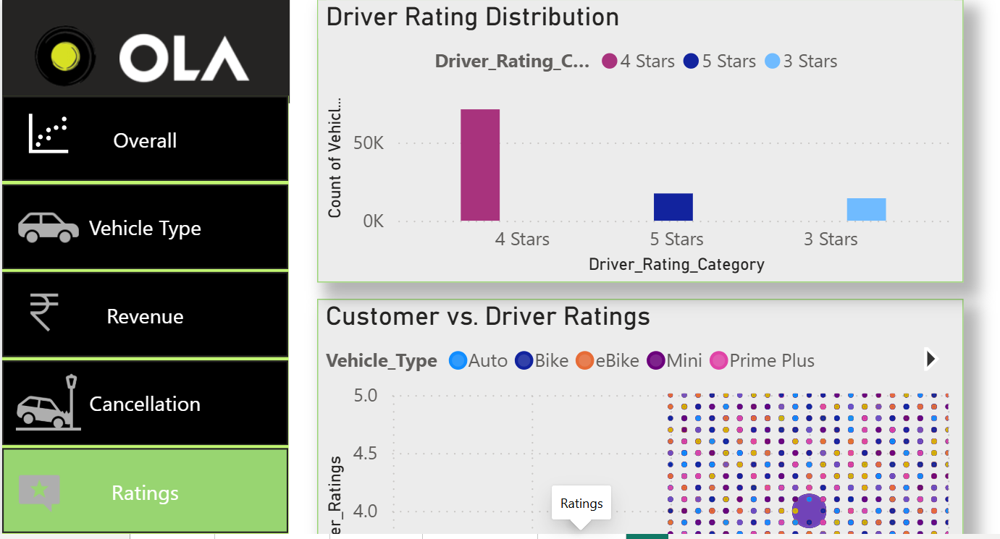 OLA
Overall
Vehicle Type
Revenue
Cancellation
Ratings
Driver Rating Distribution
Driver_Rating_C... 4 Stars 5 Stars 3 Stars
Count of Vehicl...
50K
0K
4 Stars 5 Stars 3 Stars
Driver_Rating_Category
Customer vs. Driver Ratings
Vehicle_Type Auto Bike eBike Mini Prime Plus
5.0
4.5
4.0
er_Ratings
Ratings